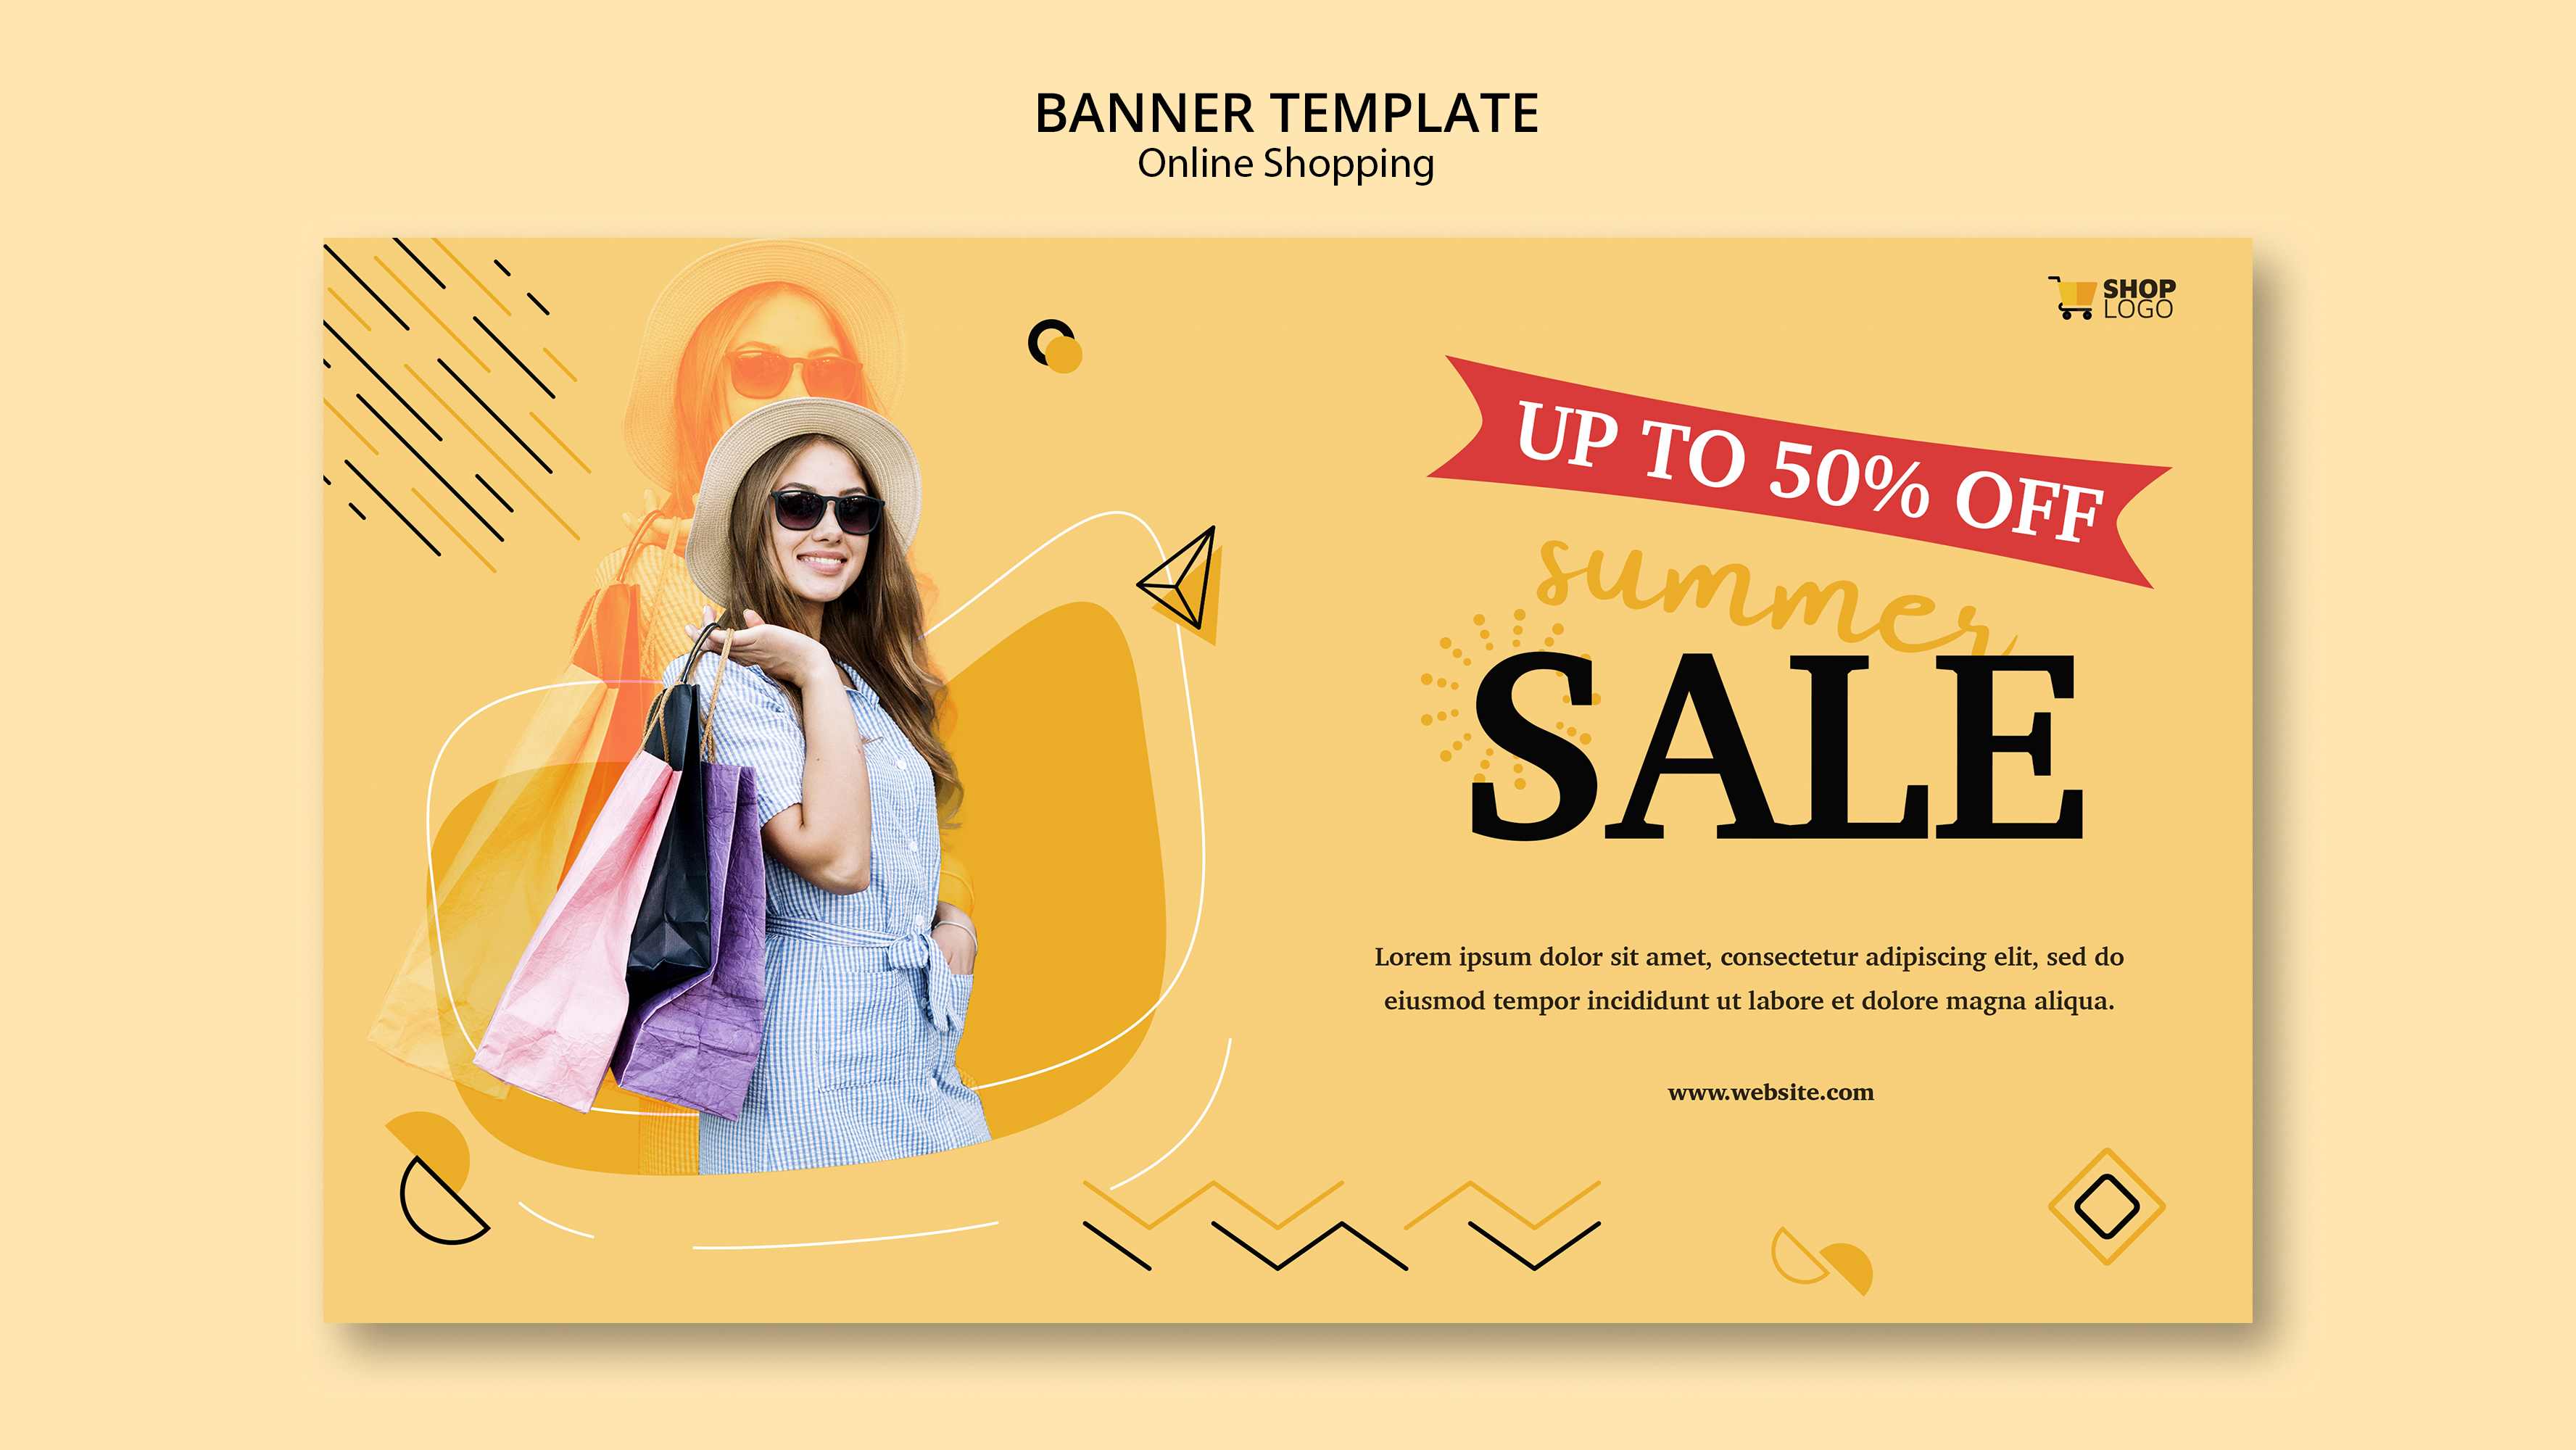 BANNER TEMPLATE
Online Shopping
SHOP
LOGO
UP TO 50% OFF
summer
SALE
Lorem ipsum dolor sit amet, consectetur adipiscing elit, sed do
eiusmod tempor incididunt ut labore et dolore magna aliqua.
www.website.com